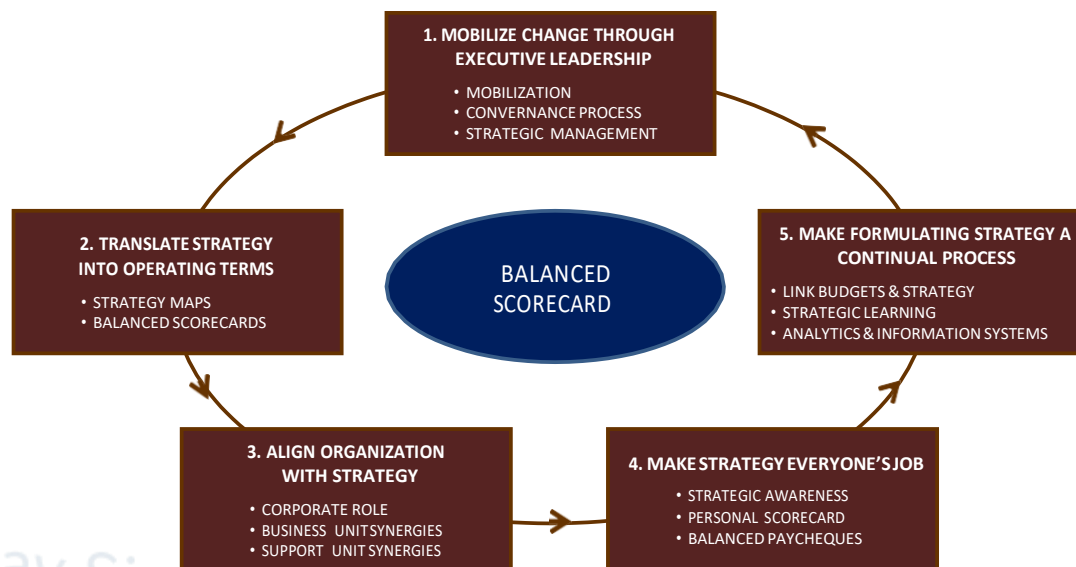 1. MOBILIZE CHANGE THROUGH
EXECUTIVE LEADERSHIP
• MOBILIZATION
• CONVERNANCE PROCESS
• STRATEGIC MANAGEMENT
2. TRANSLATE STRATEGY
INTO OPERATING TERMS
• STRATEGY MAPS
• BALANCED SCORECARDS
BALANCED
SCORECARD
5. MAKE FORMULATING STRATEGY A
CONTINUAL PROCESS
• LINK BUDGETS & STRATEGY
• STRATEGIC LEARNING
• ANALYTICS & INFORMATION SYSTEMS
3. ALIGN ORGANIZATION
WITH STRATEGY
• CORPORATE ROLE
• BUSINESS UNIT SYNERGIES
• SUPPORT UNIT SYNERGIES
4. MAKE STRATEGY EVERYONE'S JOB
• STRATEGIC AWARENESS
• PERSONAL SCORECARD
• BALANCED PAYCHEQUES